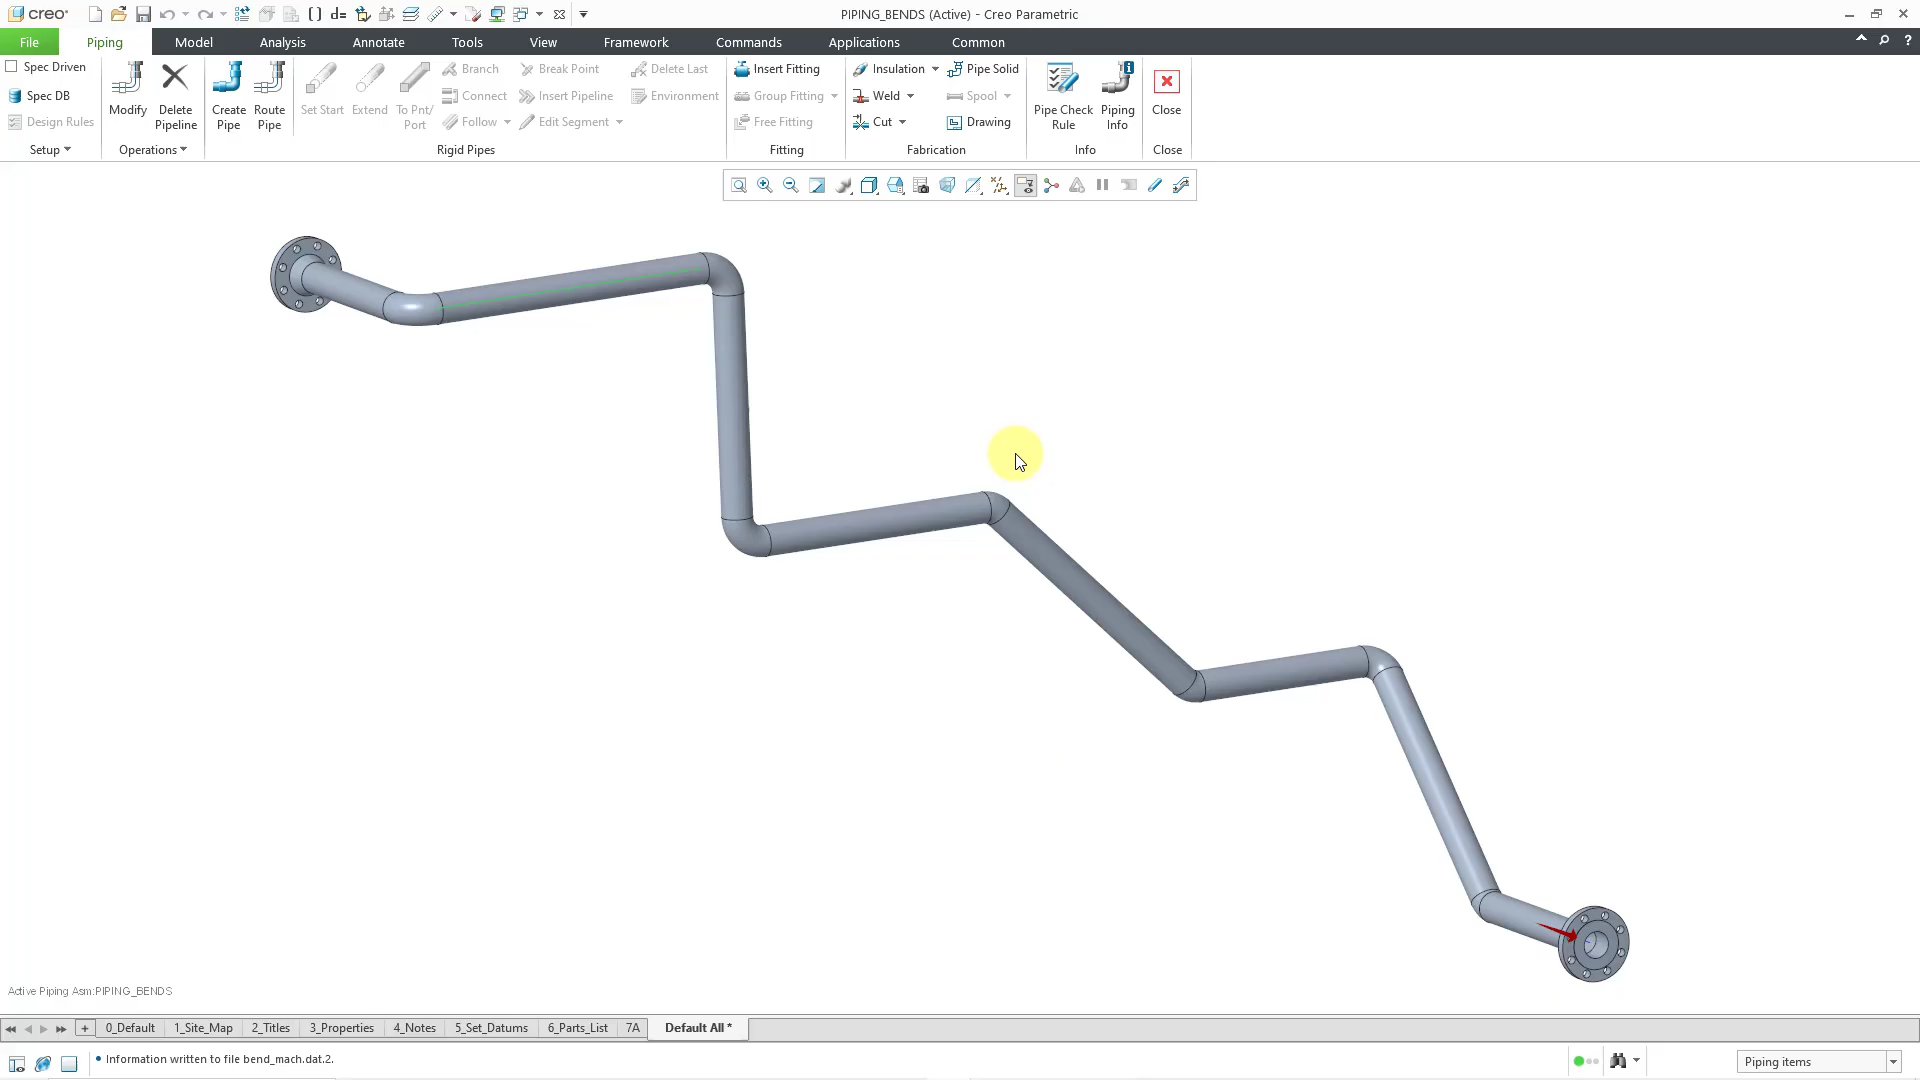 creo
PIPING_BENDS (Active) - Creo Parametric
File
Piping
Model
Analysis
Annotate
Tools
View
Framework
Commands
Applications
Common
Spec Driven
Spec DB
Design Rules
Setup
Modify
Delete Pipeline
Operations
Create Pipe
Route Pipe
Set Start
Extend
To Pnt/ Port
Branch
Connect
Follow
Break Point
Insert Pipeline
Edit Segment
Delete Last
Environment
Rigid Pipes
Insert Fitting
Group Fitting
Free Fitting
Fitting
Insulation
Weld
Cut
Pipe Solid
Spool
Drawing
Fabrication
Pipe Check Rule
Piping Info
Info
Close
Close
Active Piping Asm:PIPING_BENDS
0_Default
1_Site_Map
2_Titles
3_Properties
4_Notes
5_Set_Datums
6_Parts_List
7A
Default All *
Information written to file bend_mach.dat.2.
Piping items